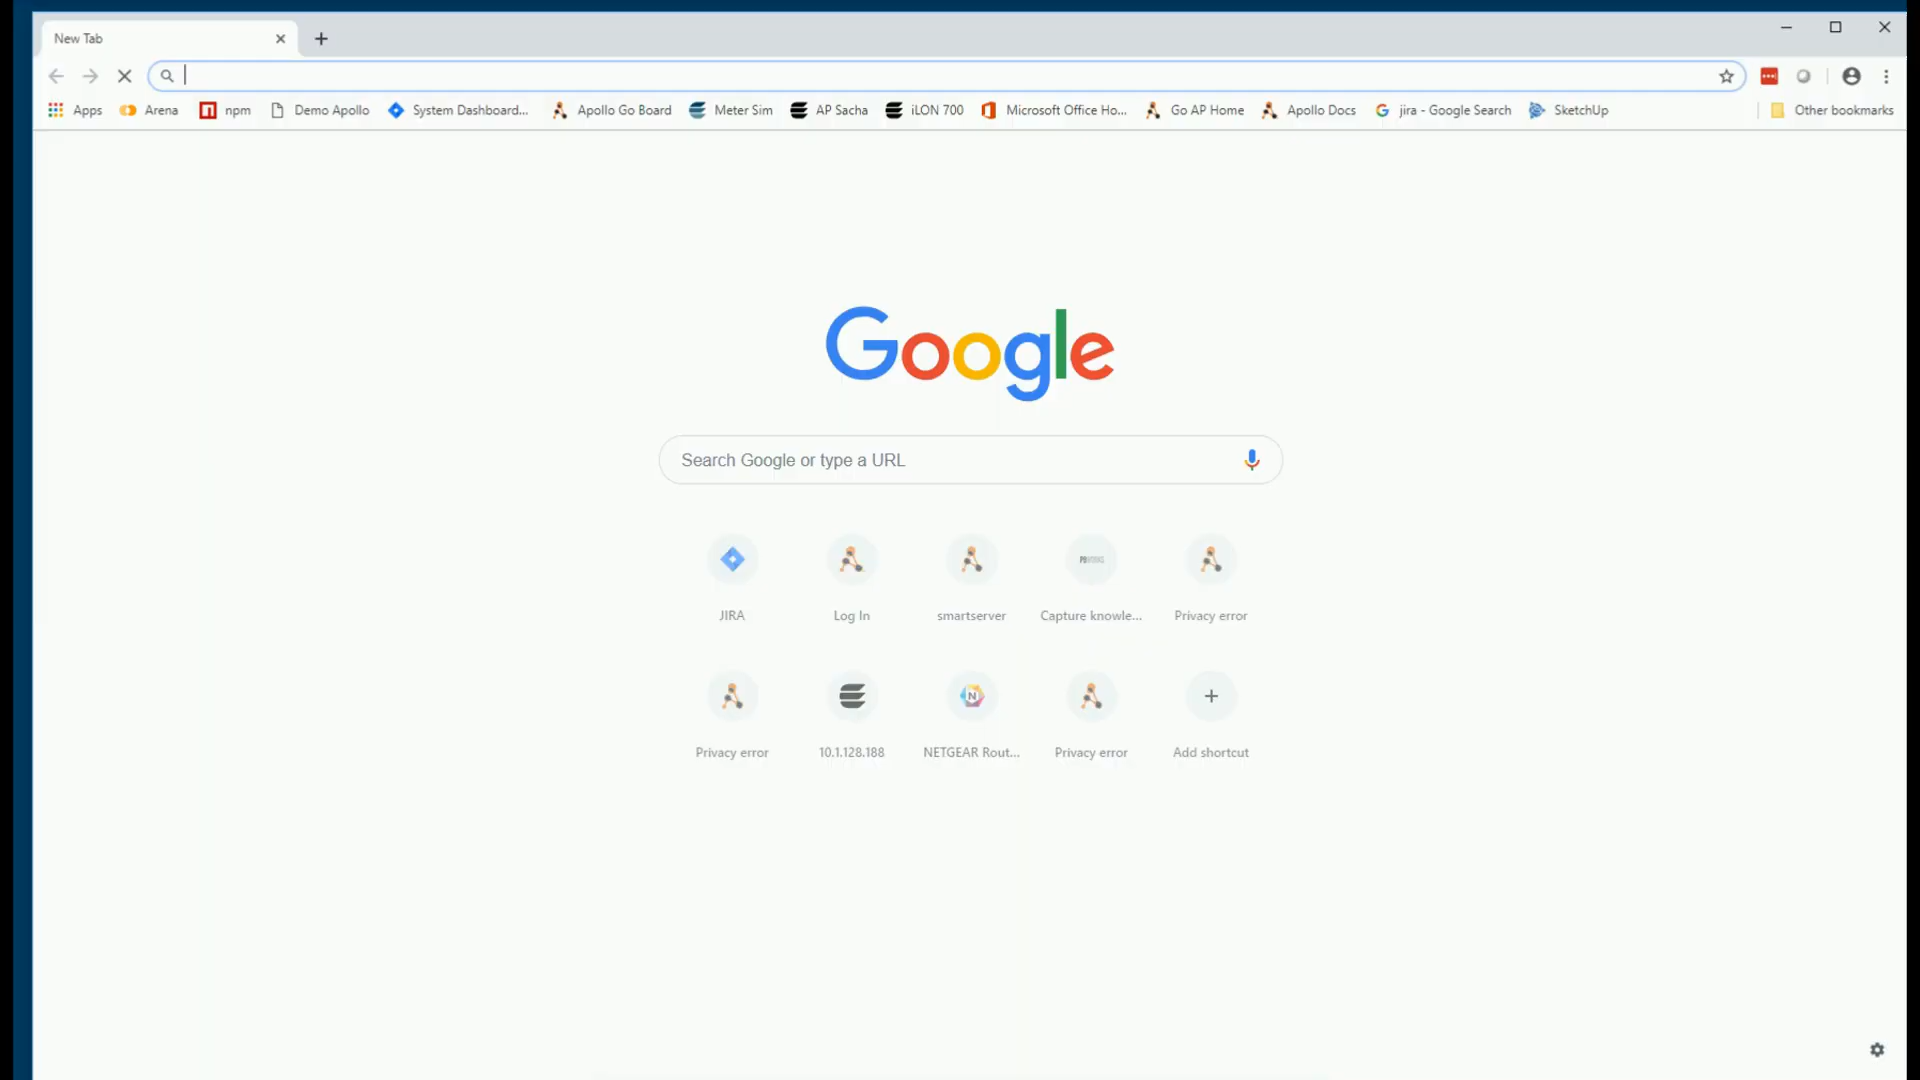 New Tab
Apps Arena npm Demo Apollo System Dashboard... Apollo Go Board Meter Sim AP Sacha iLON 700 Microsoft Office Ho... Go AP Home Apollo Docs jira - Google Search SketchUp Other bookmarks
Google
Search Google or type a URL
JIRA Log In smartserver Capture knowle... Privacy error
Privacy error 10.1.128.188 NETGEAR Rout... Privacy error Add shortcut